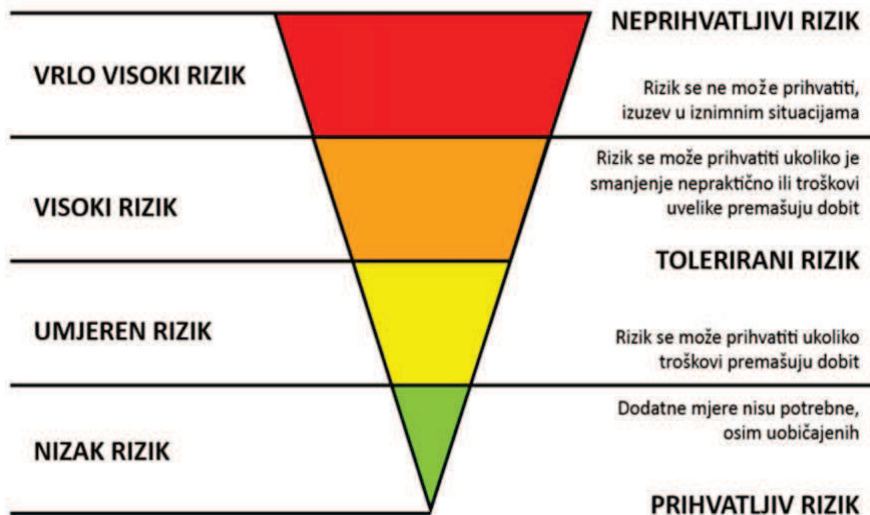 NEPRIHVATLJIVI RIZIK
VRLO VISOKI RIZIK
Rizik se ne može prihvatiti,
izuzev u iznimnim situacijama
Rizik se može prihvatiti ukoliko je
smanjenje nepraktično ili troškovi
uvelike premašuju dobit
VISOKI RIZIK
TOLERIRANI RIZIK
UMJEREN RIZIK
Rizik se može prihvatiti ukoliko
troškovi premašuju dobit
Dodatne mjere nisu potrebne,
osim uobičajenih
NIZAK RIZIK
PRIHVATLJIV RIZIK